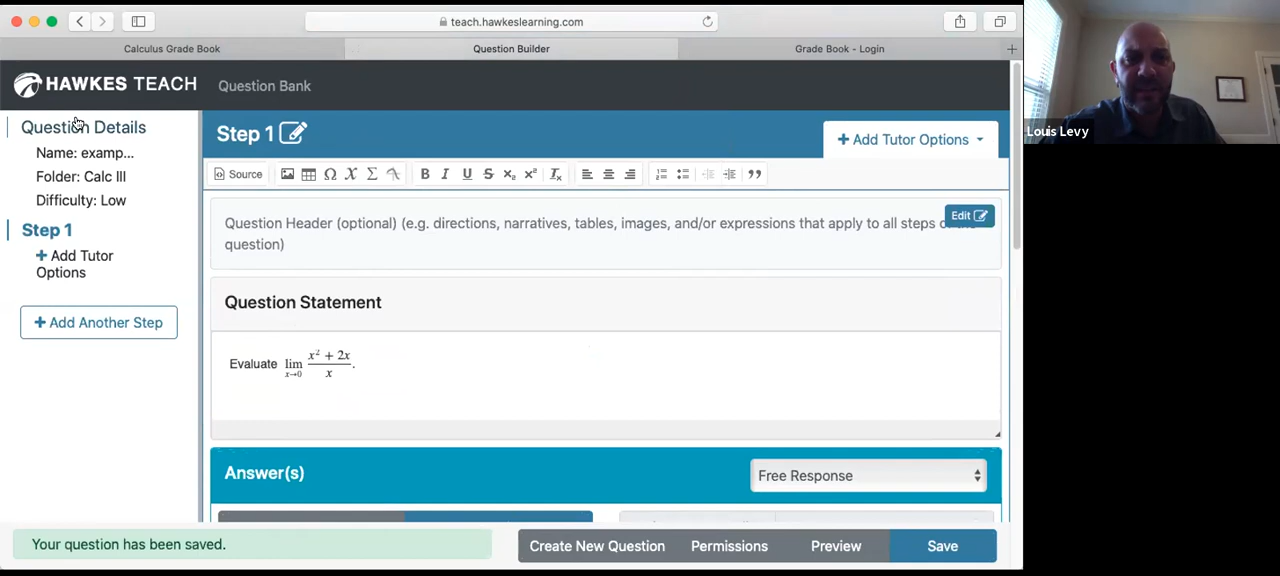 teach.hawkeslearning.com
Calculus Grade Book
Question Builder
Grade Book - Login
HAWKES TEACH
Question Bank
Louis Levy
Question Details
Name: examp...
Folder: Calc III
Difficulty: Low
Step 1
+ Add Tutor
Options
+ Add Another Step
Step 1
+ Add Tutor Options
Source
Ω X Σ B I U S x₂ x² Tx
Question Header (optional) (e.g. directions, narratives, tables, images, and/or expressions that apply to all steps
question)
Edit
Question Statement
Evaluate lim x→0 (x² + 2x)/x.
Answer(s)
Free Response
Your question has been saved.
Create New Question
Permissions
Preview
Save